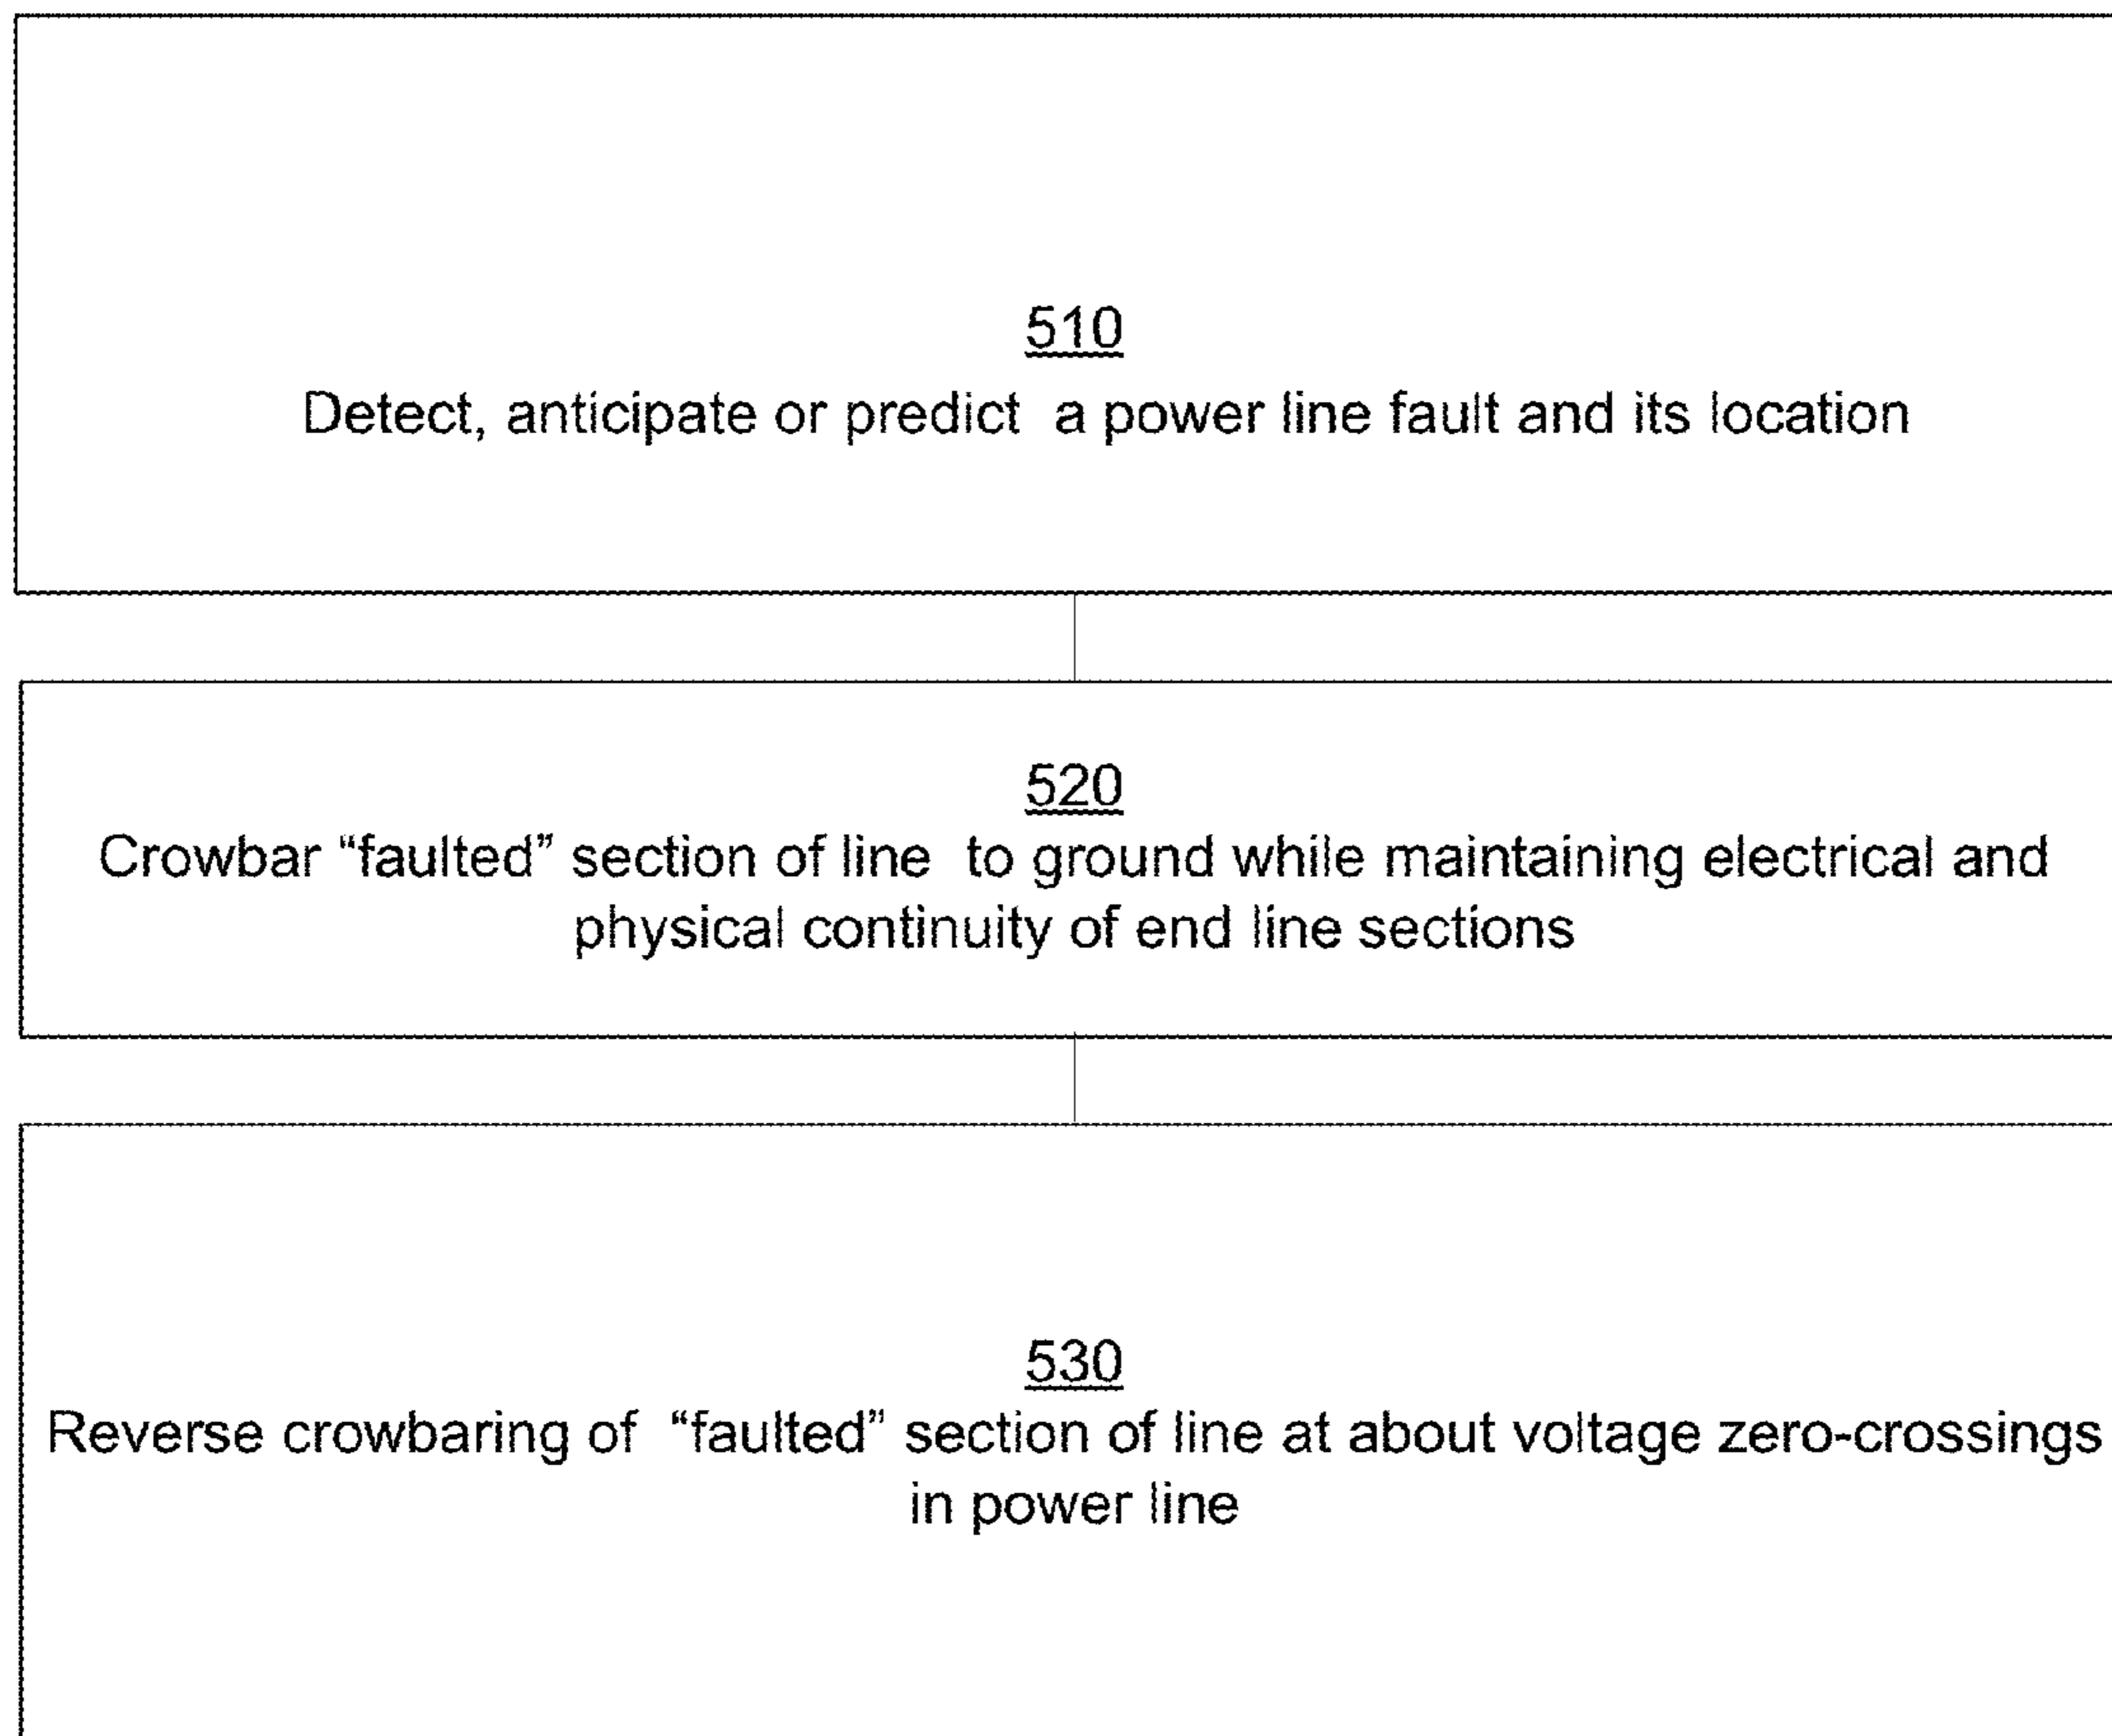 510
Detect, anticipate or predict a power line fault and its location
520
Crowbar “faulted” section of line to ground while maintaining electrical and
physical continuity of end line sections
530
Reverse crowbaring of “faulted” section of line at about voltage zero-crossings
in power line